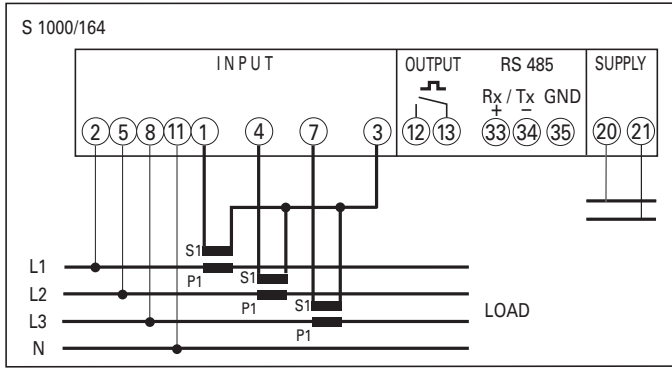 S 1000/164
INPUT OUTPUT RS 485 SUPPLY
Rx / Tx GND
+ −
2 5 8 11 1 4 7 3 12 13 33 34 35 20 21
S1
L1
P1 S1
L2
P1 S1
L3 LOAD
P1
N